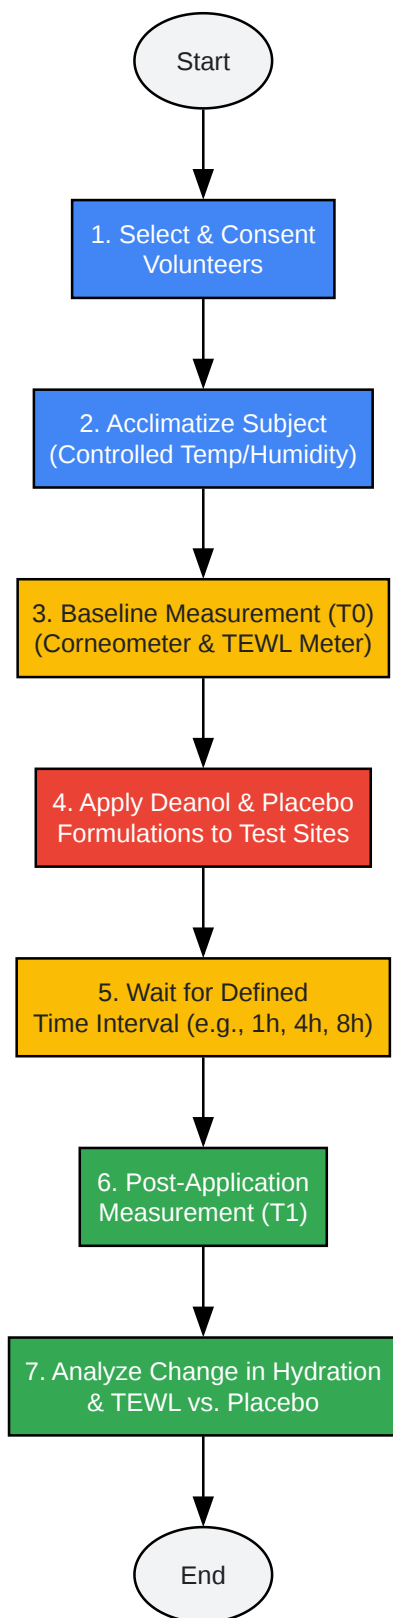 Start
1. Select & Consent
Volunteers
2. Acclimatize Subject
(Controlled Temp/Humidity)
3. Baseline Measurement (T0)
(Corneometer & TEWL Meter)
4. Apply Deanol & Placebo
Formulations to Test Sites
5. Wait for Defined
Time Interval (e.g., 1h, 4h, 8h)
6. Post-Application
Measurement (T1)
7. Analyze Change in Hydration
& TEWL vs. Placebo
End